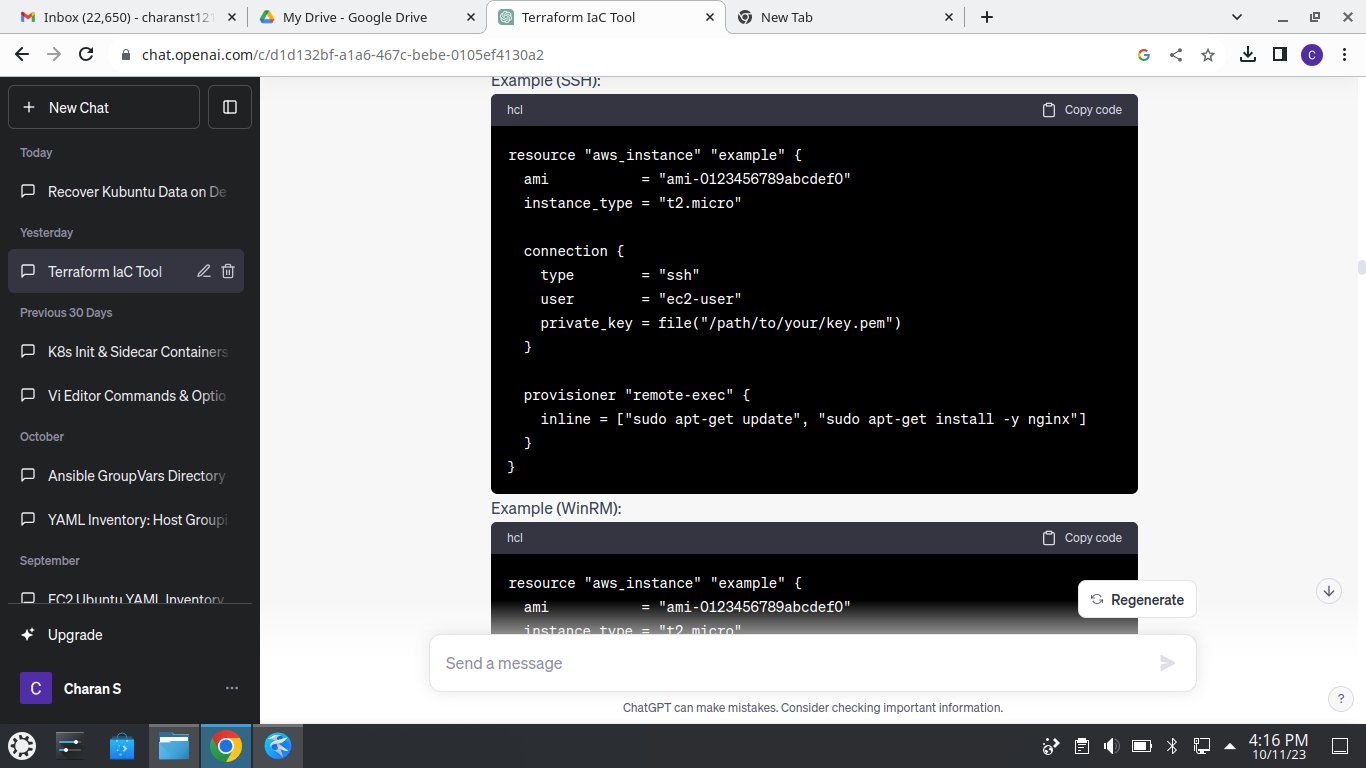 Inbox (22,650) - charanst121
My Drive - Google Drive
Terraform IaC Tool
New Tab
chat.openai.com/c/d1d132bf-a1a6-467c-bebe-0105ef4130a2
C
New Chat
Today
Recover Kubuntu Data on De
Yesterday
Terraform IaC Tool
Previous 30 Days
K8s Init & Sidecar Containers
Vi Editor Commands & Optio
October
Ansible GroupVars Directory
YAML Inventory: Host Groupi
September
EC2 Ubuntu YAML Inventory
Upgrade
C
Charan S
Example (SSH):
hcl
Copy code
resource "aws_instance" "example" {
  ami           = "ami-0123456789abcdef0"
  instance_type = "t2.micro"
  connection {
    type        = "ssh"
    user        = "ec2-user"
    private_key = file("/path/to/your/key.pem")
  }
  provisioner "remote-exec" {
    inline = ["sudo apt-get update", "sudo apt-get install -y nginx"]
  }
}
Example (WinRM):
hcl
Copy code
resource "aws_instance" "example" {
  ami           = "ami-0123456789abcdef0"
  instance_type = "t2.micro"
Regenerate
Send a message
ChatGPT can make mistakes. Consider checking important information.
?
4:16 PM
10/11/23